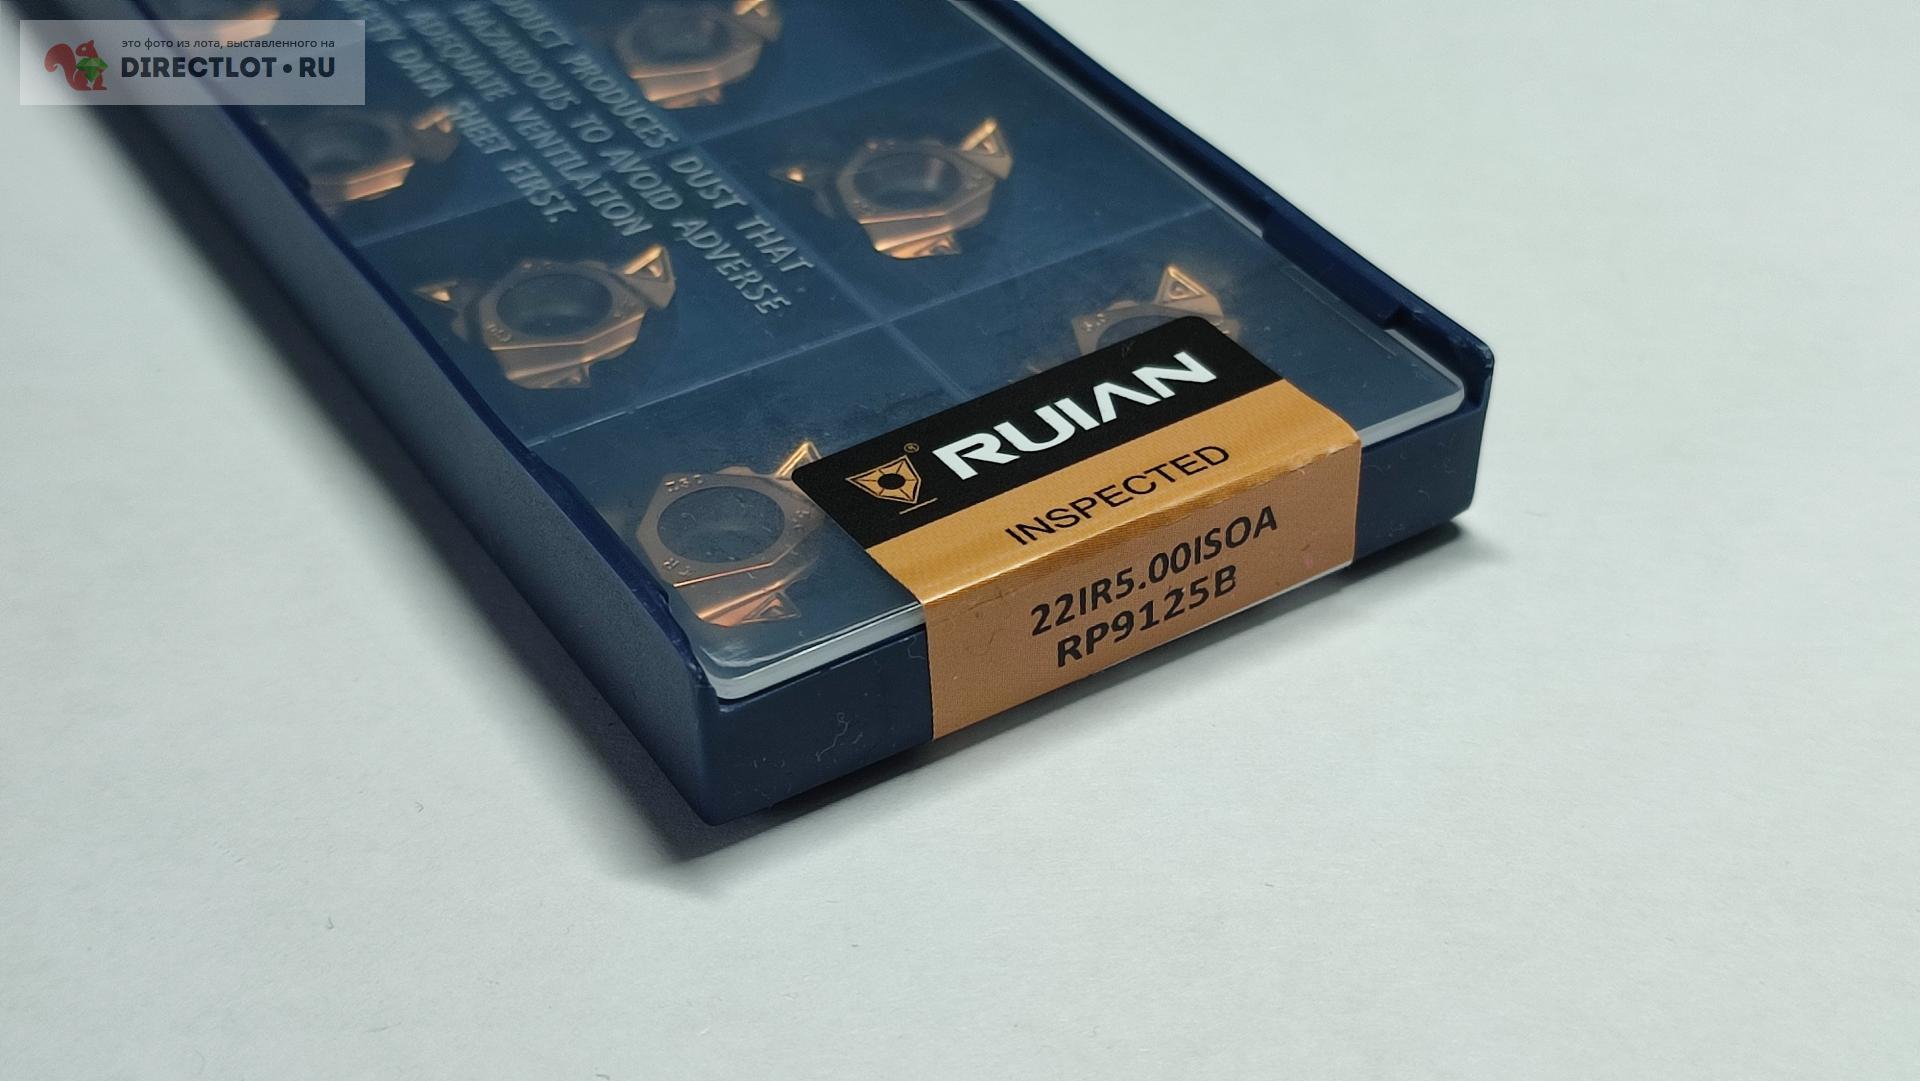 это фото из лота, выставленного на
DIRECTLOT•RU
PRODUCES DUST THAT
HAZARDOUS TO AVOID ADVERSE
ADEQUATE VENTILATION
DATA SHEET FIRST.
RUIAN
INSPECTED
22IR5.00ISOA
RP9125B